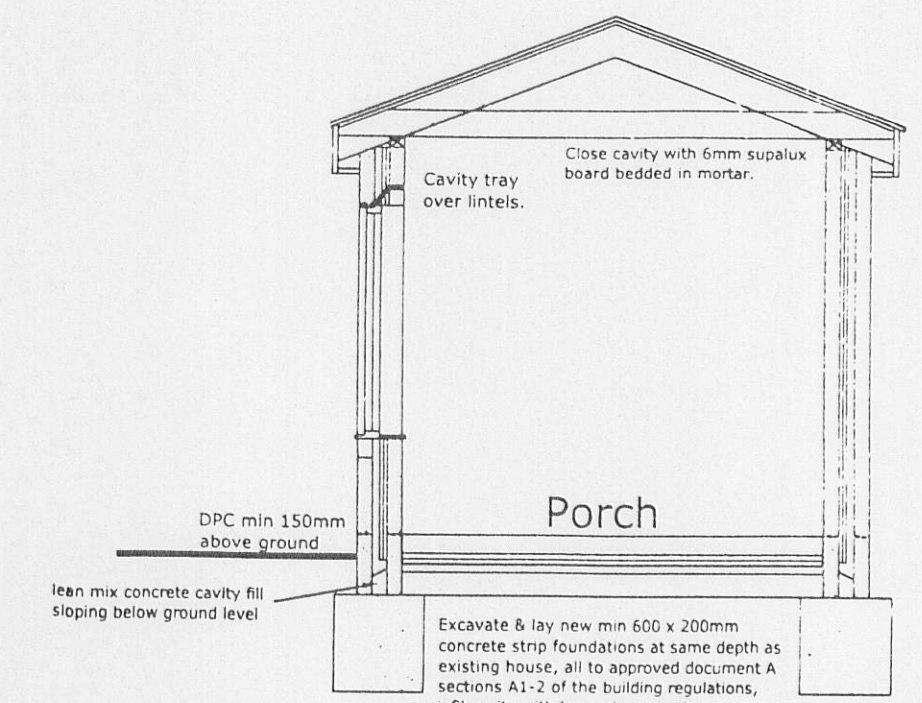 Close cavity with 6mm supalux
board bedded in mortar.
Cavity tray
over lintels.
Porch
DPC min 150mm
above ground
lean mix concrete cavity fill
sloping below ground level
Excavate & lay new min 600 x 200mm
concrete strip foundations at same depth as
existing house, all to approved document A
sections A1-2 of the building regulations,